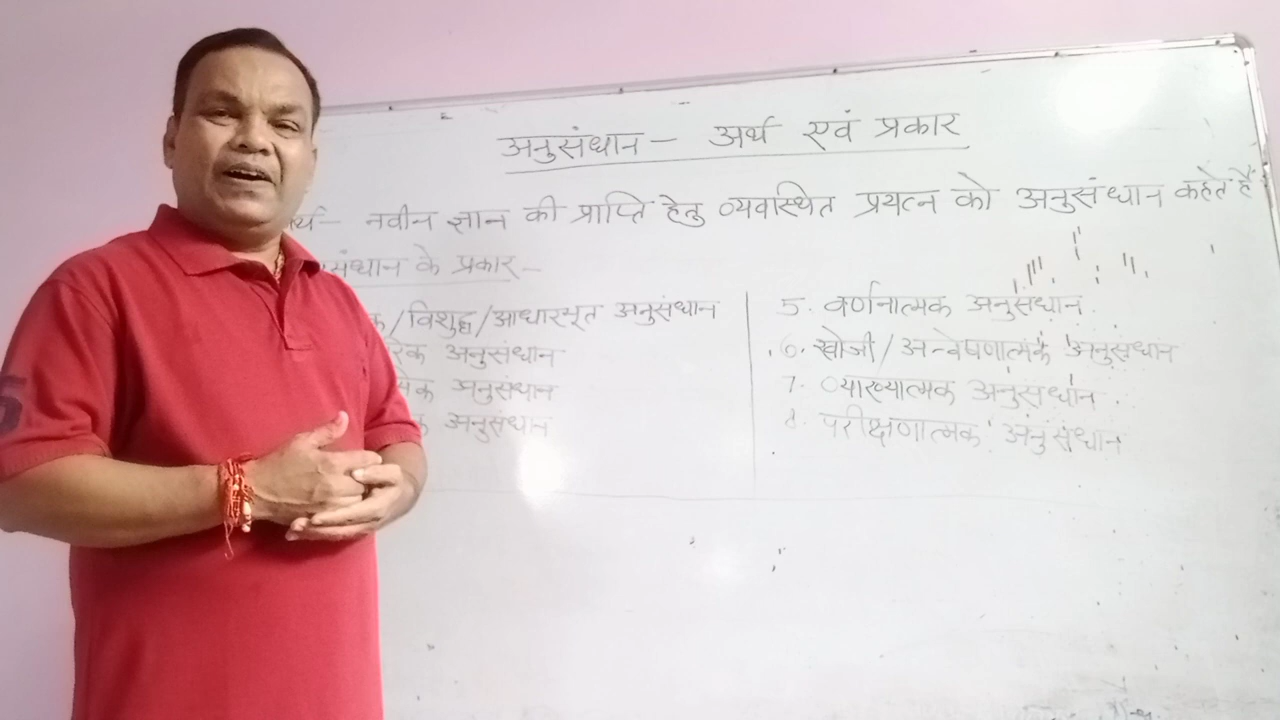 अनुसंधान - अर्थ एवं प्रकार
नवीन ज्ञान की प्राप्ति हेतु व्यवस्थित प्रयत्न को अनुसंधान कहते हैं
के प्रकार -
/विशुद्ध/आधारभूत अनुसंधान
अनुसंधान
अनुसंधान
अनुसंधान
5. वर्णनात्मक अनुसंधान
6. खोजी/अन्वेषणात्मक अनुसंधान
7. व्याख्यात्मक अनुसंधान
8. परीक्षणात्मक अनुसंधान